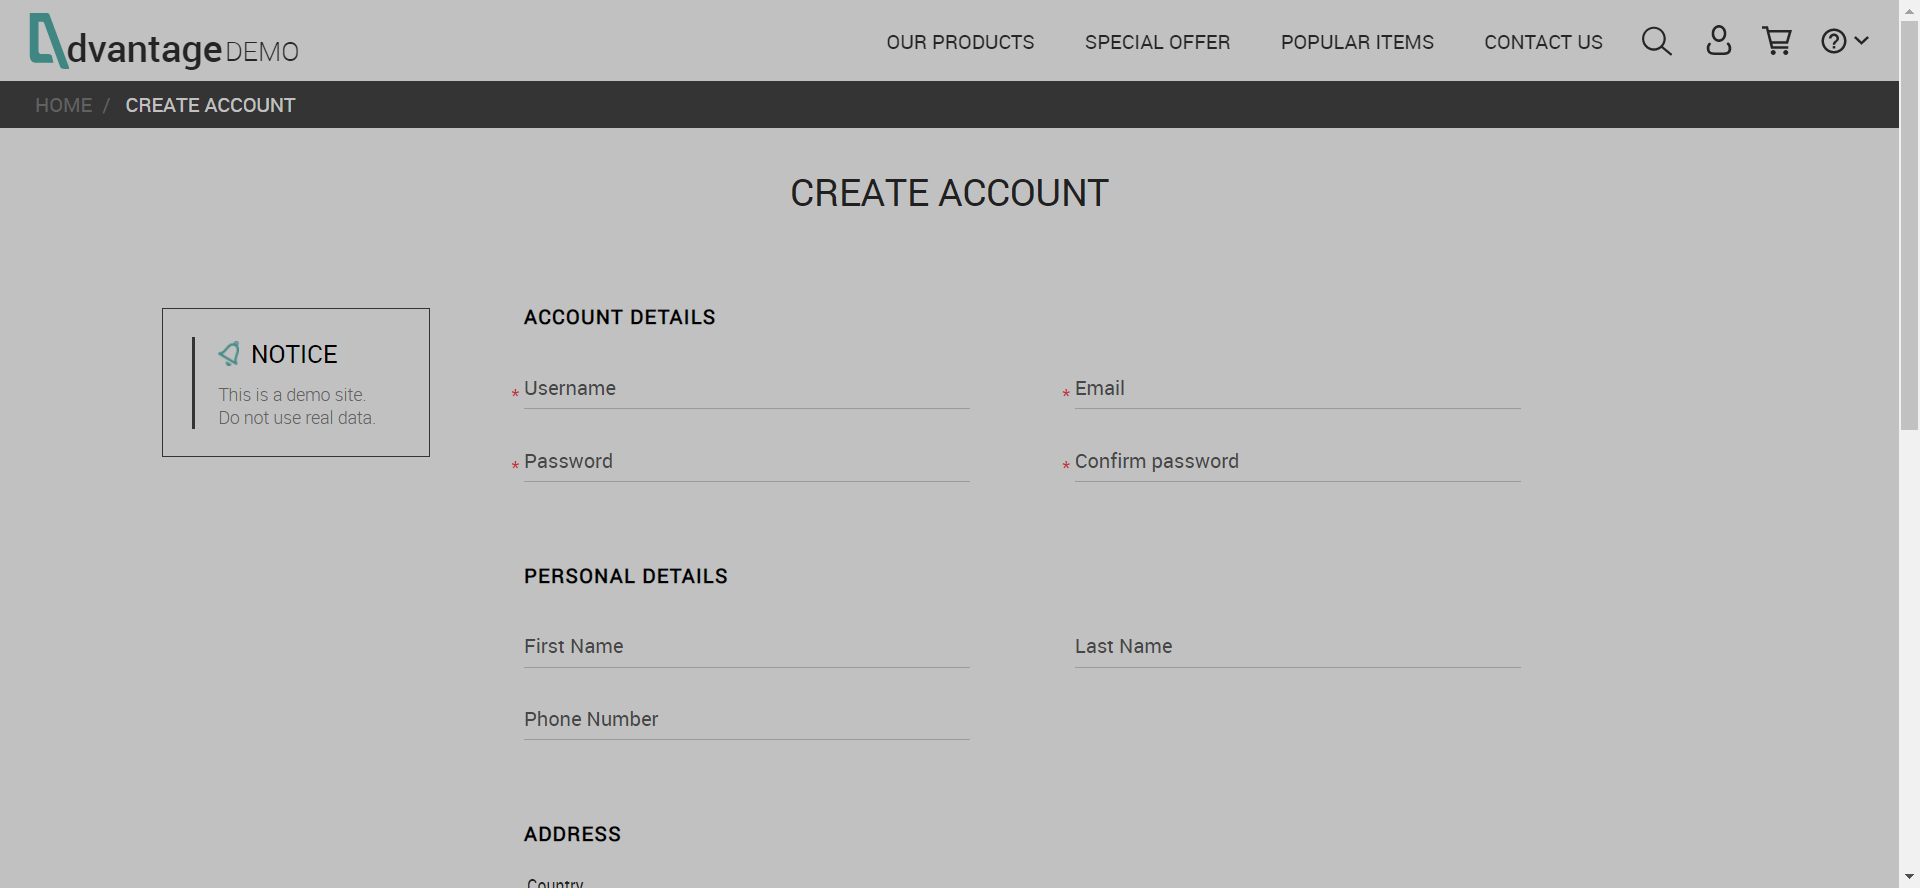 dvantage DEMO
OUR PRODUCTS
SPECIAL OFFER
POPULAR ITEMS
CONTACT US
HOME / CREATE ACCOUNT
CREATE ACCOUNT
NOTICE
This is a demo site.
Do not use real data.
ACCOUNT DETAILS
* Username
* Email
* Password
* Confirm password
PERSONAL DETAILS
First Name
Last Name
Phone Number
ADDRESS
Country